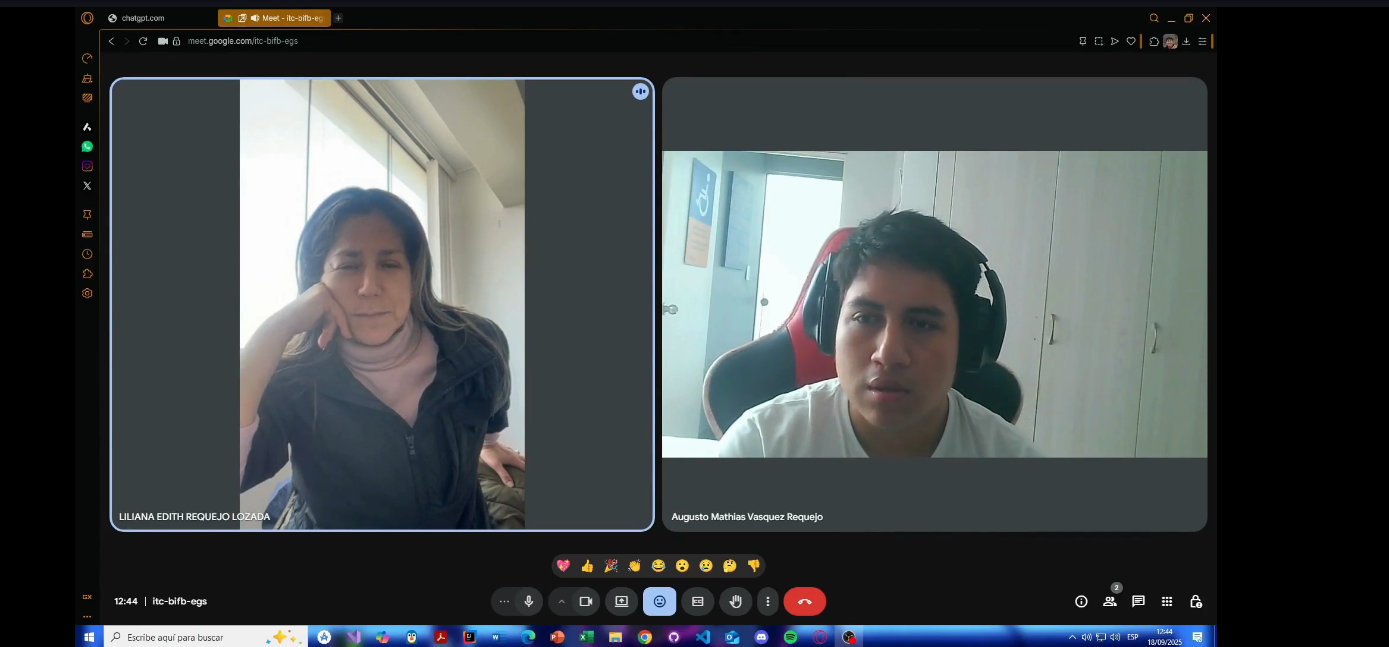 chatgpt.com
Meet - itc-bifb-eg
meet.google.com/itc-bifb-egs
LILIANA EDITH REQUEJO LOZADA
Augusto Mathias Vasquez Requejo
2
12:44 | itc-bifb-egs
GX
Escribe aquí para buscar
ESP
12:44
18/09/2025